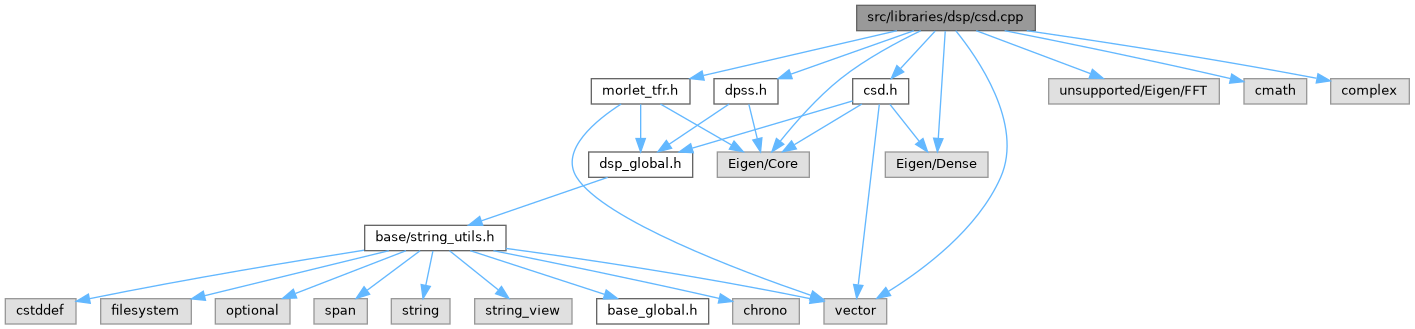 src/libraries/dsp/csd.cpp
morlet_tfr.h
dpss.h
csd.h
unsupported/Eigen/FFT
cmath
complex
dsp_global.h
Eigen/Core
Eigen/Dense
base/string_utils.h
cstddef
filesystem
optional
span
string
string_view
base_global.h
chrono
vector